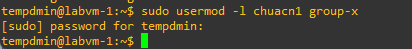 tempdmin@labvm-1:~$ sudo usermod -l chuacn1 group-x
[sudo] password for tempdmin:
tempdmin@labvm-1:~$